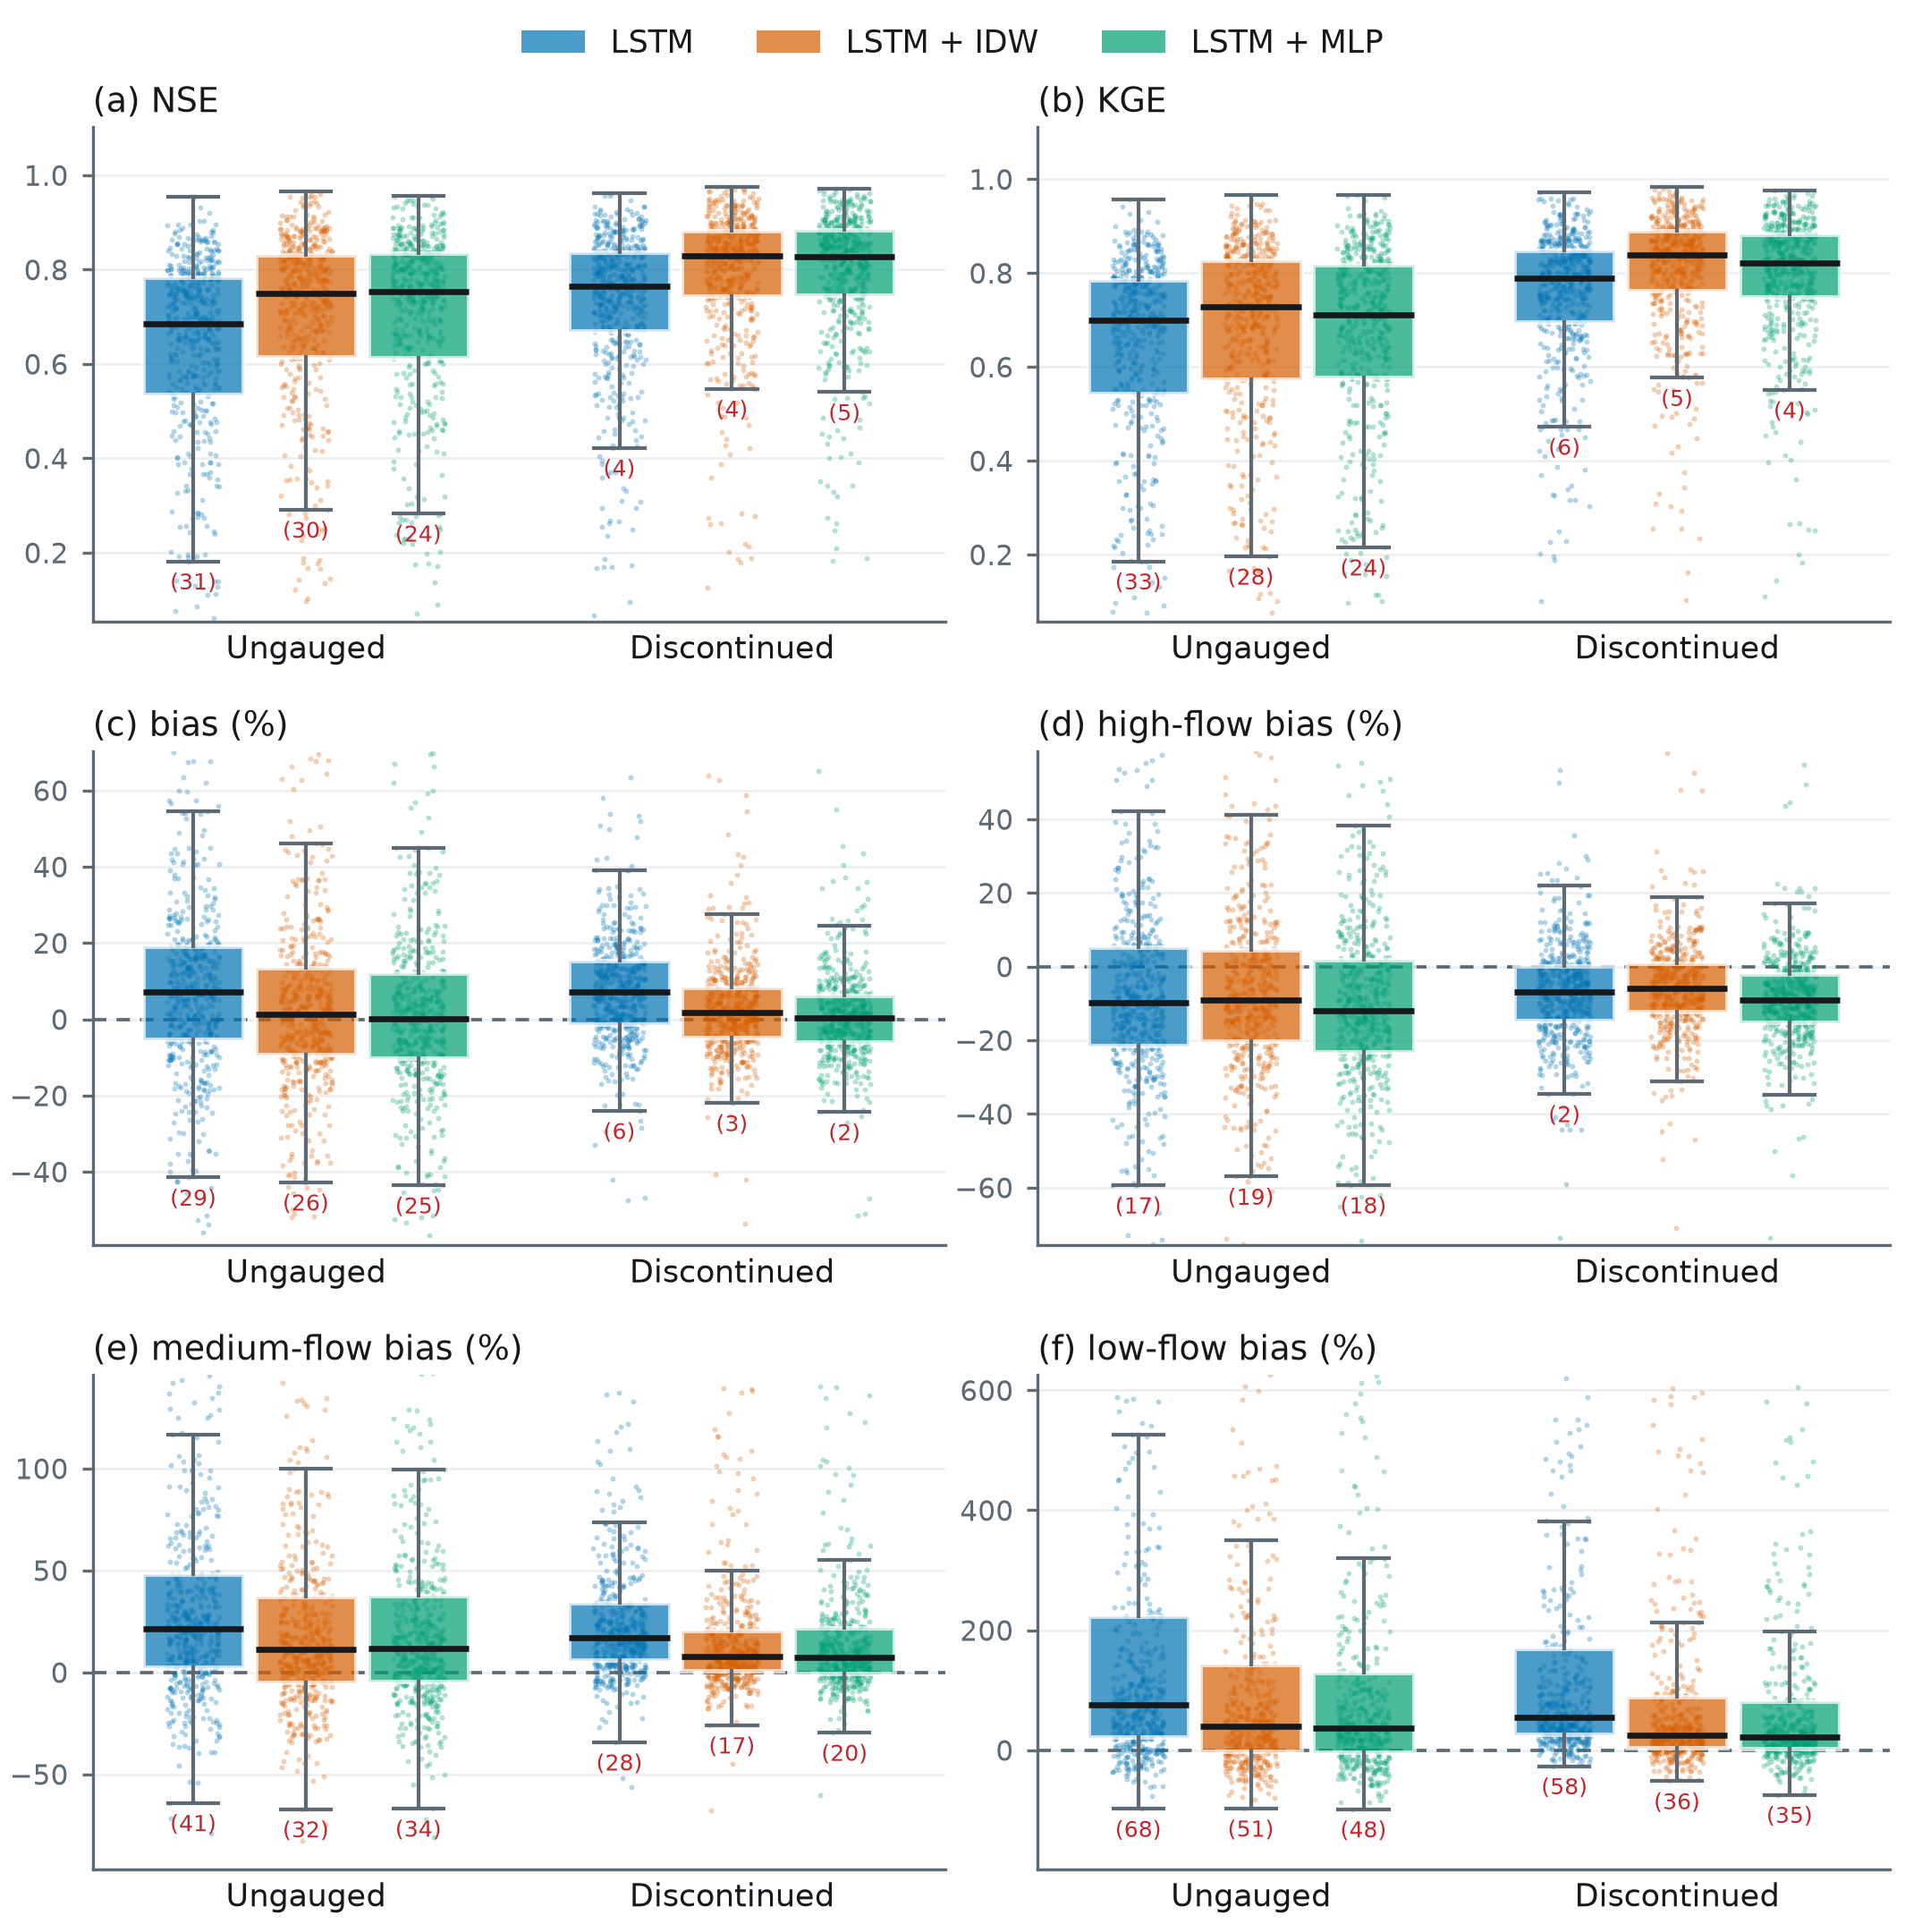 LSTM LSTM + IDW LSTM + MLP
(a) NSE
1.0
0.8
0.6
0.4
0.2
(31) (30) (24) (4) (4) (5)
Ungauged Discontinued
(b) KGE
1.0
0.8
0.6
0.4
0.2
(33) (28) (24) (6) (5) (4)
Ungauged Discontinued
(c) bias (%)
60
40
20
0
−20
−40
(29) (26) (25) (6) (3) (2)
Ungauged Discontinued
(d) high-flow bias (%)
40
20
0
−20
−40
−60
(17) (19) (18) (2)
Ungauged Discontinued
(e) medium-flow bias (%)
100
50
0
−50
(41) (32) (34) (28) (17) (20)
Ungauged Discontinued
(f) low-flow bias (%)
600
400
200
0
(68) (51) (48) (58) (36) (35)
Ungauged Discontinued